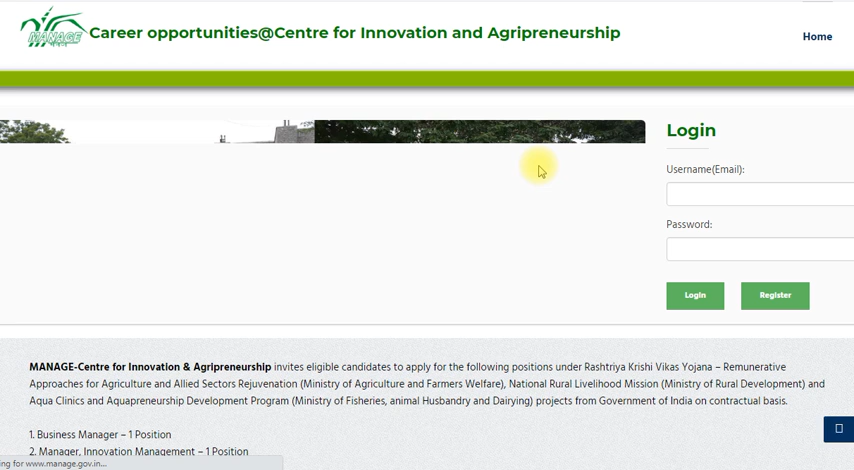 MANAGE
Career opportunities@Centre for Innovation and Agripreneurship
Home
Login
Username(Email):
Password:
Login
Register
MANAGE-Centre for Innovation & Agripreneurship invites eligible candidates to apply for the following positions under Rashtriya Krishi Vikas Yojana – Remunerative
Approaches for Agriculture and Allied Sectors Rejuvenation (Ministry of Agriculture and Farmers Welfare), National Rural Livelihood Mission (Ministry of Rural Development) and
Aqua Clinics and Aquapreneurship Development Program (Ministry of Fisheries, animal Husbandry and Dairying) projects from Government of India on contractual basis.
1. Business Manager – 1 Position
2. Manager, Innovation Management – 1 Position
ing for www.manage.gov.in...